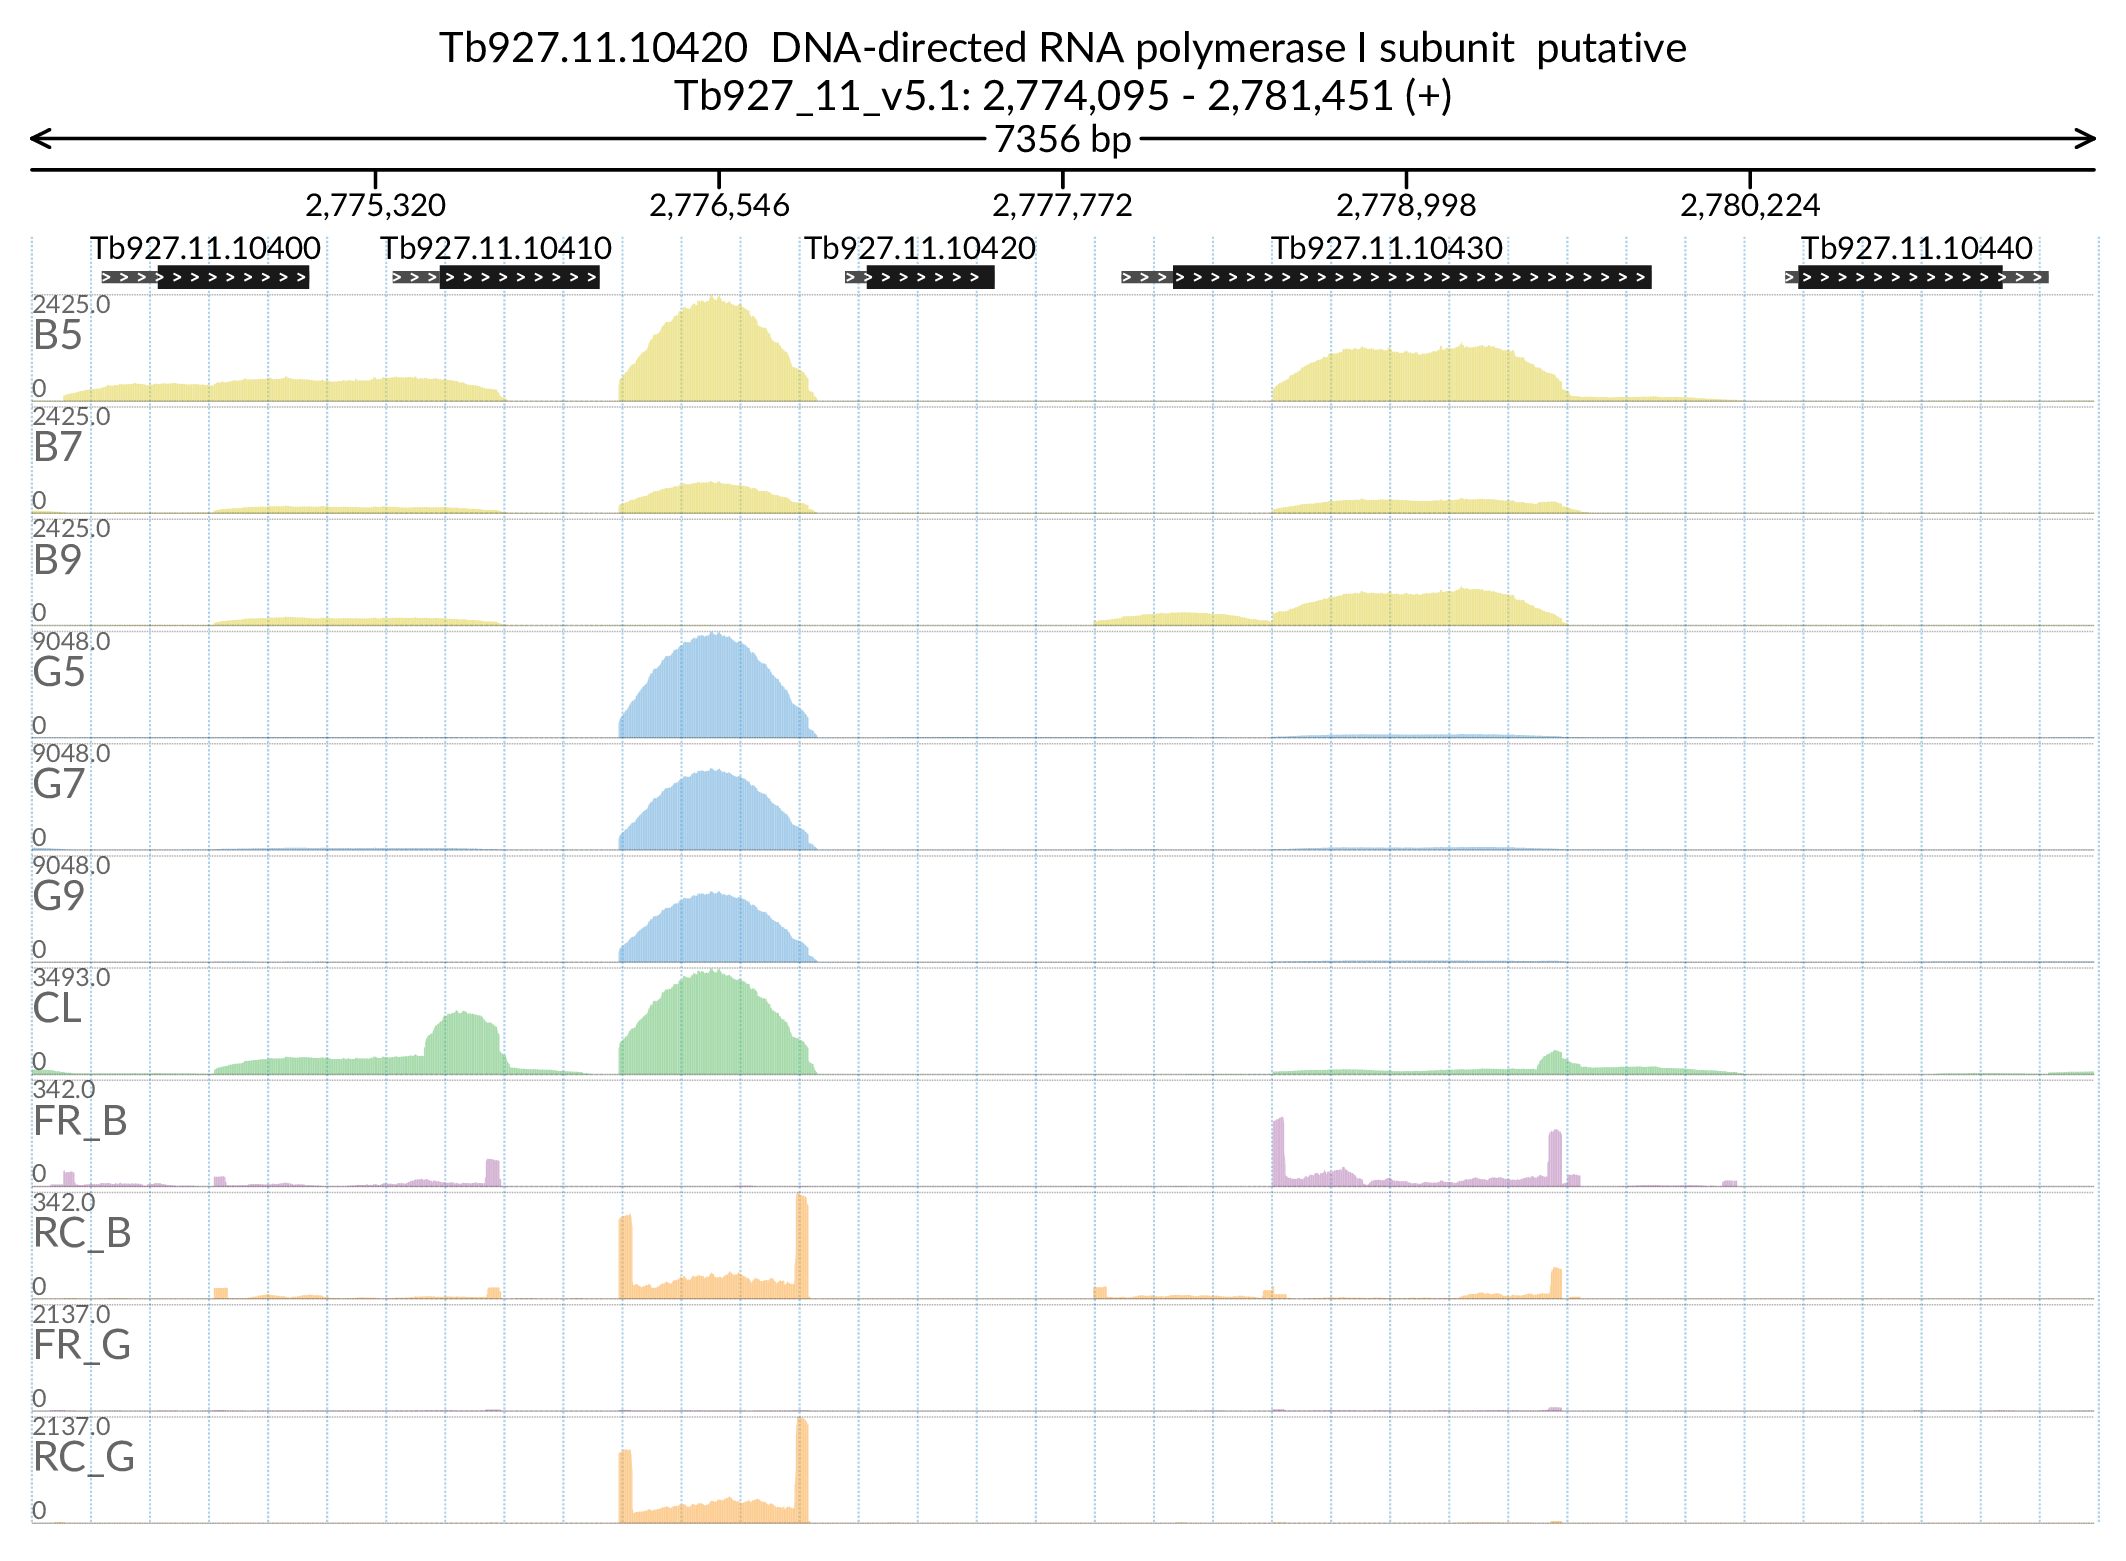 Tb927.11.10420  DNA-directed RNA polymerase I subunit  putative
Tb927_11_v5.1: 2,774,095 - 2,781,451 (+)
7356 bp
2,775,320 2,776,546 2,777,772 2,778,998 2,780,224
Tb927.11.10400 Tb927.11.10410 Tb927.11.10420 Tb927.11.10430 Tb927.11.10440
2425.0
B5
0
2425.0
B7
0
2425.0
B9
0
9048.0
G5
0
9048.0
G7
0
9048.0
G9
0
3493.0
CL
0
342.0
FR_B
0
342.0
RC_B
0
2137.0
FR_G
0
2137.0
RC_G
0